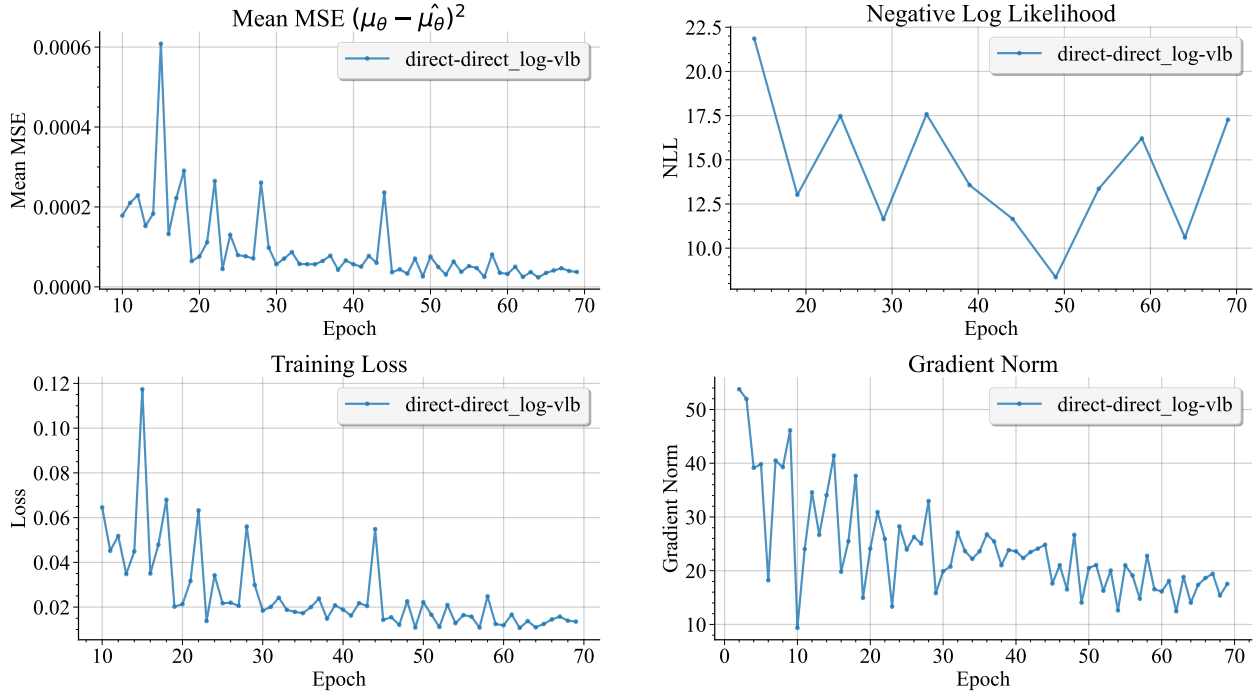 Mean MSE (μ_θ − μ̂_θ)²
Mean MSE
0.0006
0.0004
0.0002
0.0000
direct-direct_log-vlb
10 20 30 40 50 60 70
Epoch
Negative Log Likelihood
NLL
22.5
20.0
17.5
15.0
12.5
10.0
direct-direct_log-vlb
20 30 40 50 60 70
Epoch
Training Loss
Loss
0.12
0.10
0.08
0.06
0.04
0.02
direct-direct_log-vlb
10 20 30 40 50 60 70
Epoch
Gradient Norm
Gradient Norm
50
40
30
20
10
direct-direct_log-vlb
0 10 20 30 40 50 60 70
Epoch